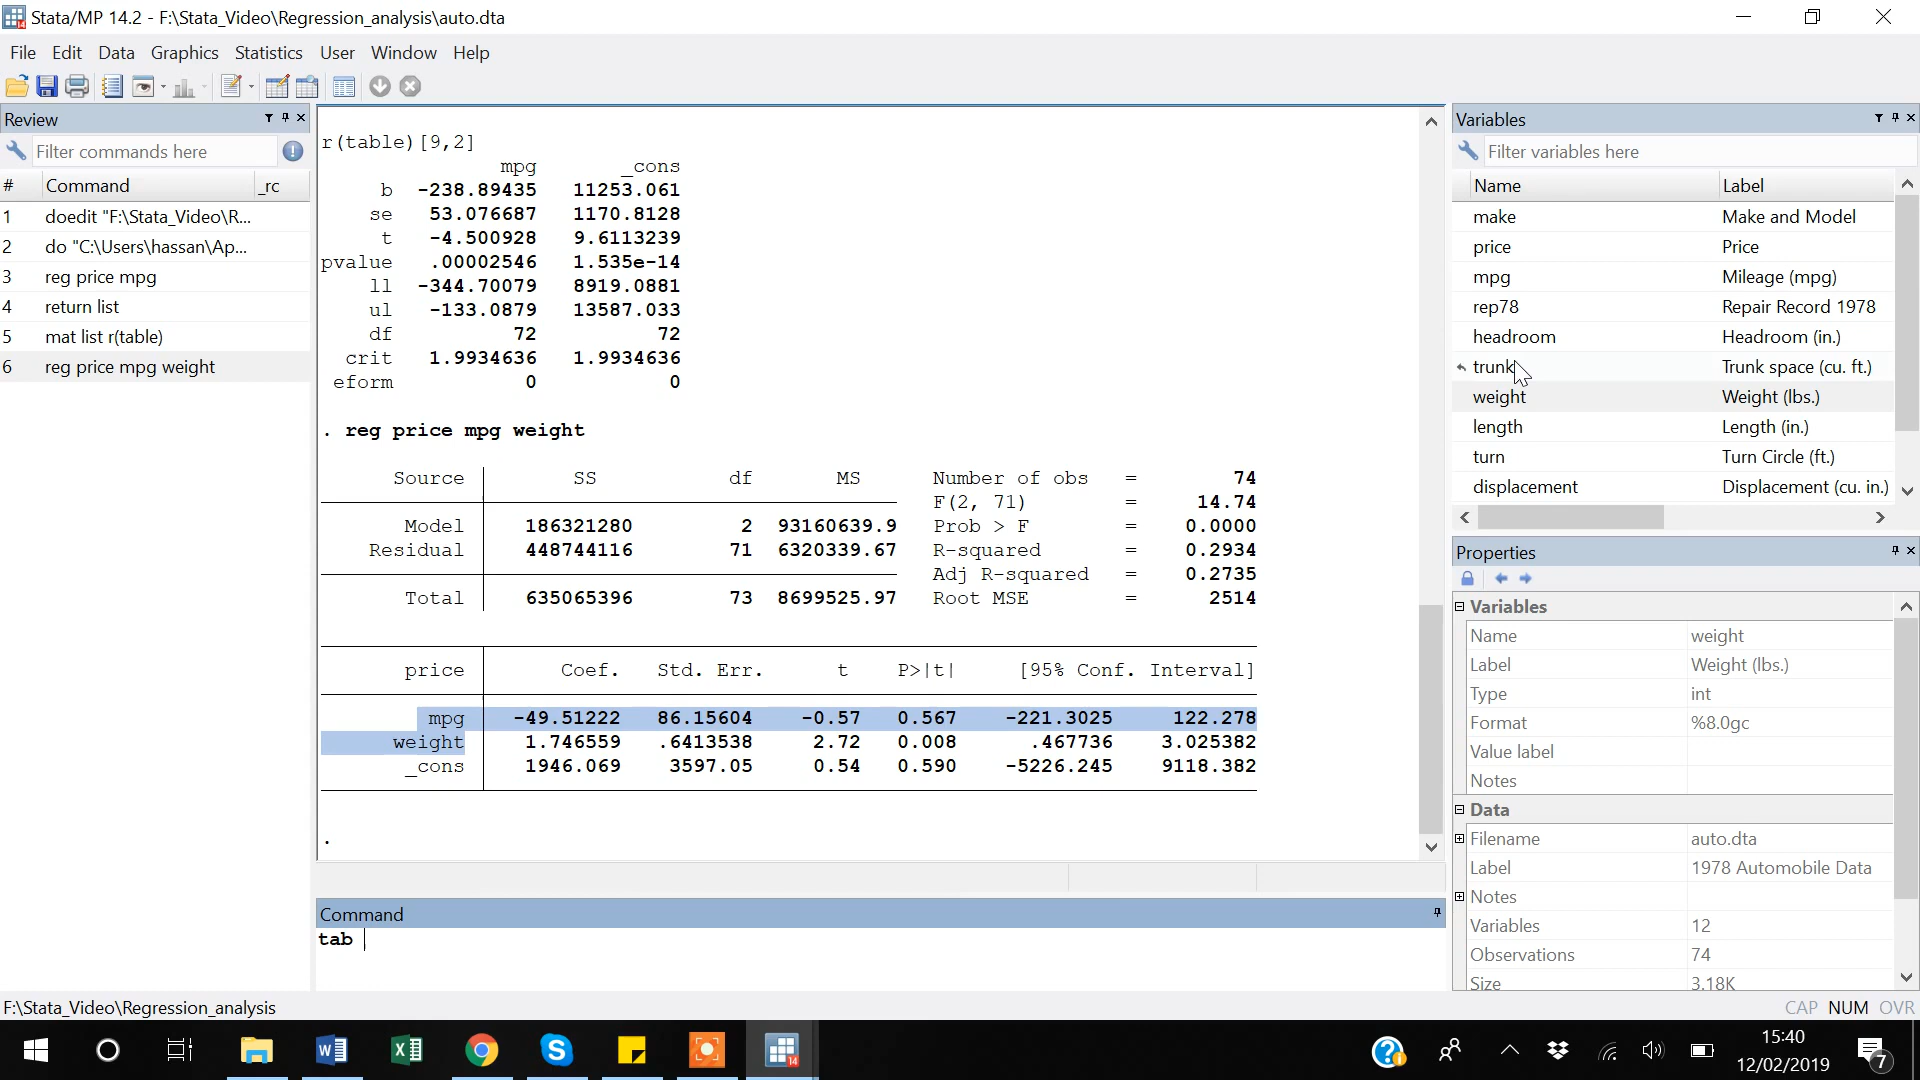 Stata/MP 14.2 - F:\Stata_Video\Regression_analysis\auto.dta
File Edit Data Graphics Statistics User Window Help
Review
Filter commands here
# Command _rc
1 doedit "F:\Stata_Video\R...
2 do "C:\Users\hassan\Ap...
3 reg price mpg
4 return list
5 mat list r(table)
6 reg price mpg weight
r(table)[9,2]
mpg _cons
b -238.89435 11253.061
se 53.076687 1170.8128
t -4.500928 9.6113239
pvalue .00002546 1.535e-14
ll -344.70079 8919.0881
ul -133.0879 13587.033
df 72 72
crit 1.9934636 1.9934636
eform 0 0
. reg price mpg weight
Source SS df MS Number of obs = 74
F(2, 71) = 14.74
Model 186321280 2 93160639.9 Prob > F = 0.0000
Residual 448744116 71 6320339.67 R-squared = 0.2934
Adj R-squared = 0.2735
Total 635065396 73 8699525.97 Root MSE = 2514
price Coef. Std. Err. t P>|t| [95% Conf. Interval]
mpg -49.51222 86.15604 -0.57 0.567 -221.3025 122.278
weight 1.746559 .6413538 2.72 0.008 .467736 3.025382
_cons 1946.069 3597.05 0.54 0.590 -5226.245 9118.382
.
Command
tab
Variables
Filter variables here
Name Label
make Make and Model
price Price
mpg Mileage (mpg)
rep78 Repair Record 1978
headroom Headroom (in.)
trunk Trunk space (cu. ft.)
weight Weight (lbs.)
length Length (in.)
turn Turn Circle (ft.)
displacement Displacement (cu. in.)
Properties
Variables
Name weight
Label Weight (lbs.)
Type int
Format %8.0gc
Value label
Notes
Data
Filename auto.dta
Label 1978 Automobile Data
Notes
Variables 12
Observations 74
Size 3.18K
F:\Stata_Video\Regression_analysis
CAP NUM OVR
14
15:40
12/02/2019
7